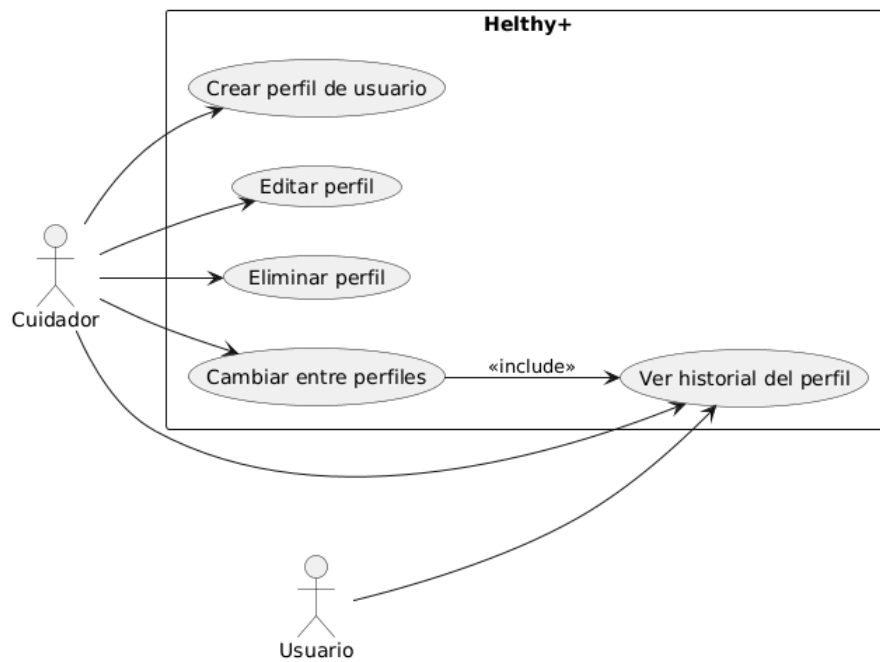 Helthy+
Crear perfil de usuario
Editar perfil
Eliminar perfil
Cuidador
Cambiar entre perfiles
«include»
Ver historial del perfil
Usuario